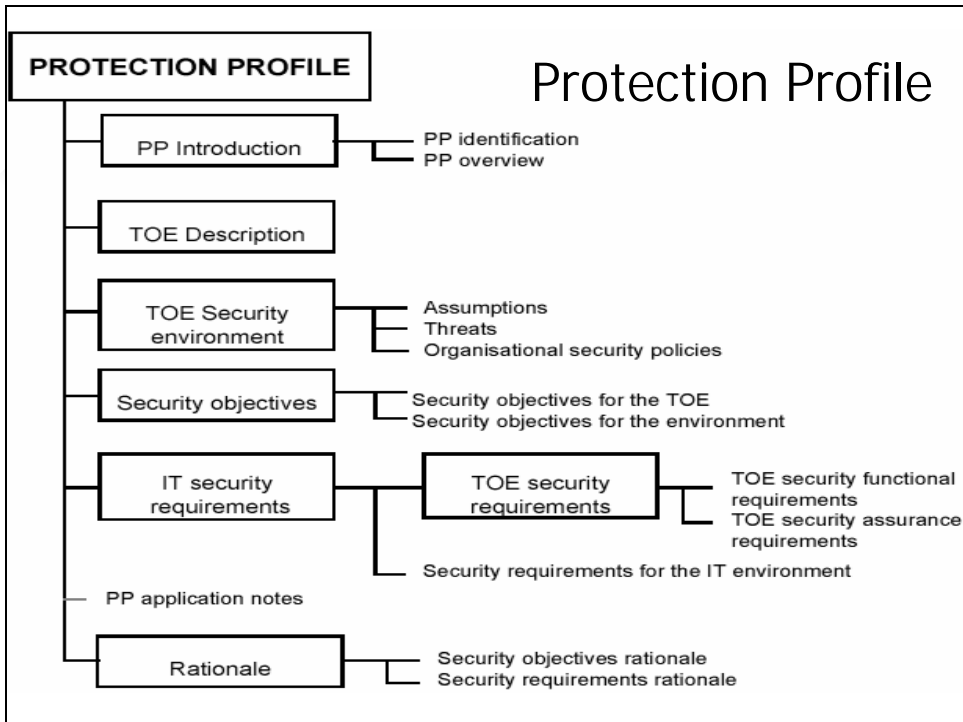 PROTECTION PROFILE
Protection Profile
PP Introduction
PP identification
PP overview
TOE Description
TOE Security
environment
Assumptions
Threats
Organisational security policies
Security objectives
Security objectives for the TOE
Security objectives for the environment
IT security
requirements
TOE security
requirements
TOE security functional
requirements
TOE security assurance
requirements
Security requirements for the IT environment
PP application notes
Rationale
Security objectives rationale
Security requirements rationale